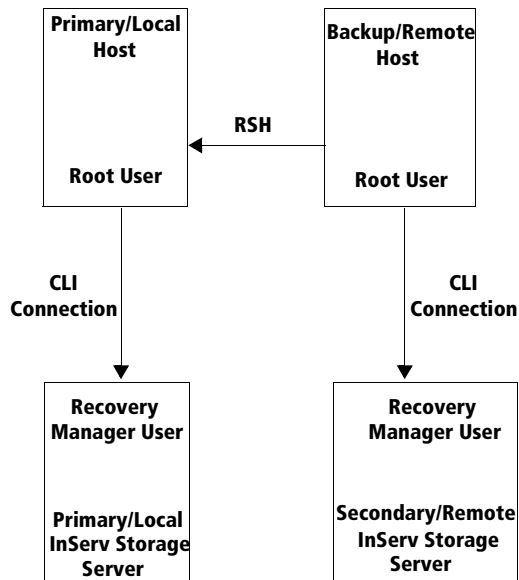 Primary/Local
Host
Root User
Backup/Remote
Host
Root User
RSH
CLI
Connection
CLI
Connection
Recovery
Manager User
Primary/Local
InServ Storage
Server
Recovery
Manager User
Secondary/Remote
InServ Storage
Server